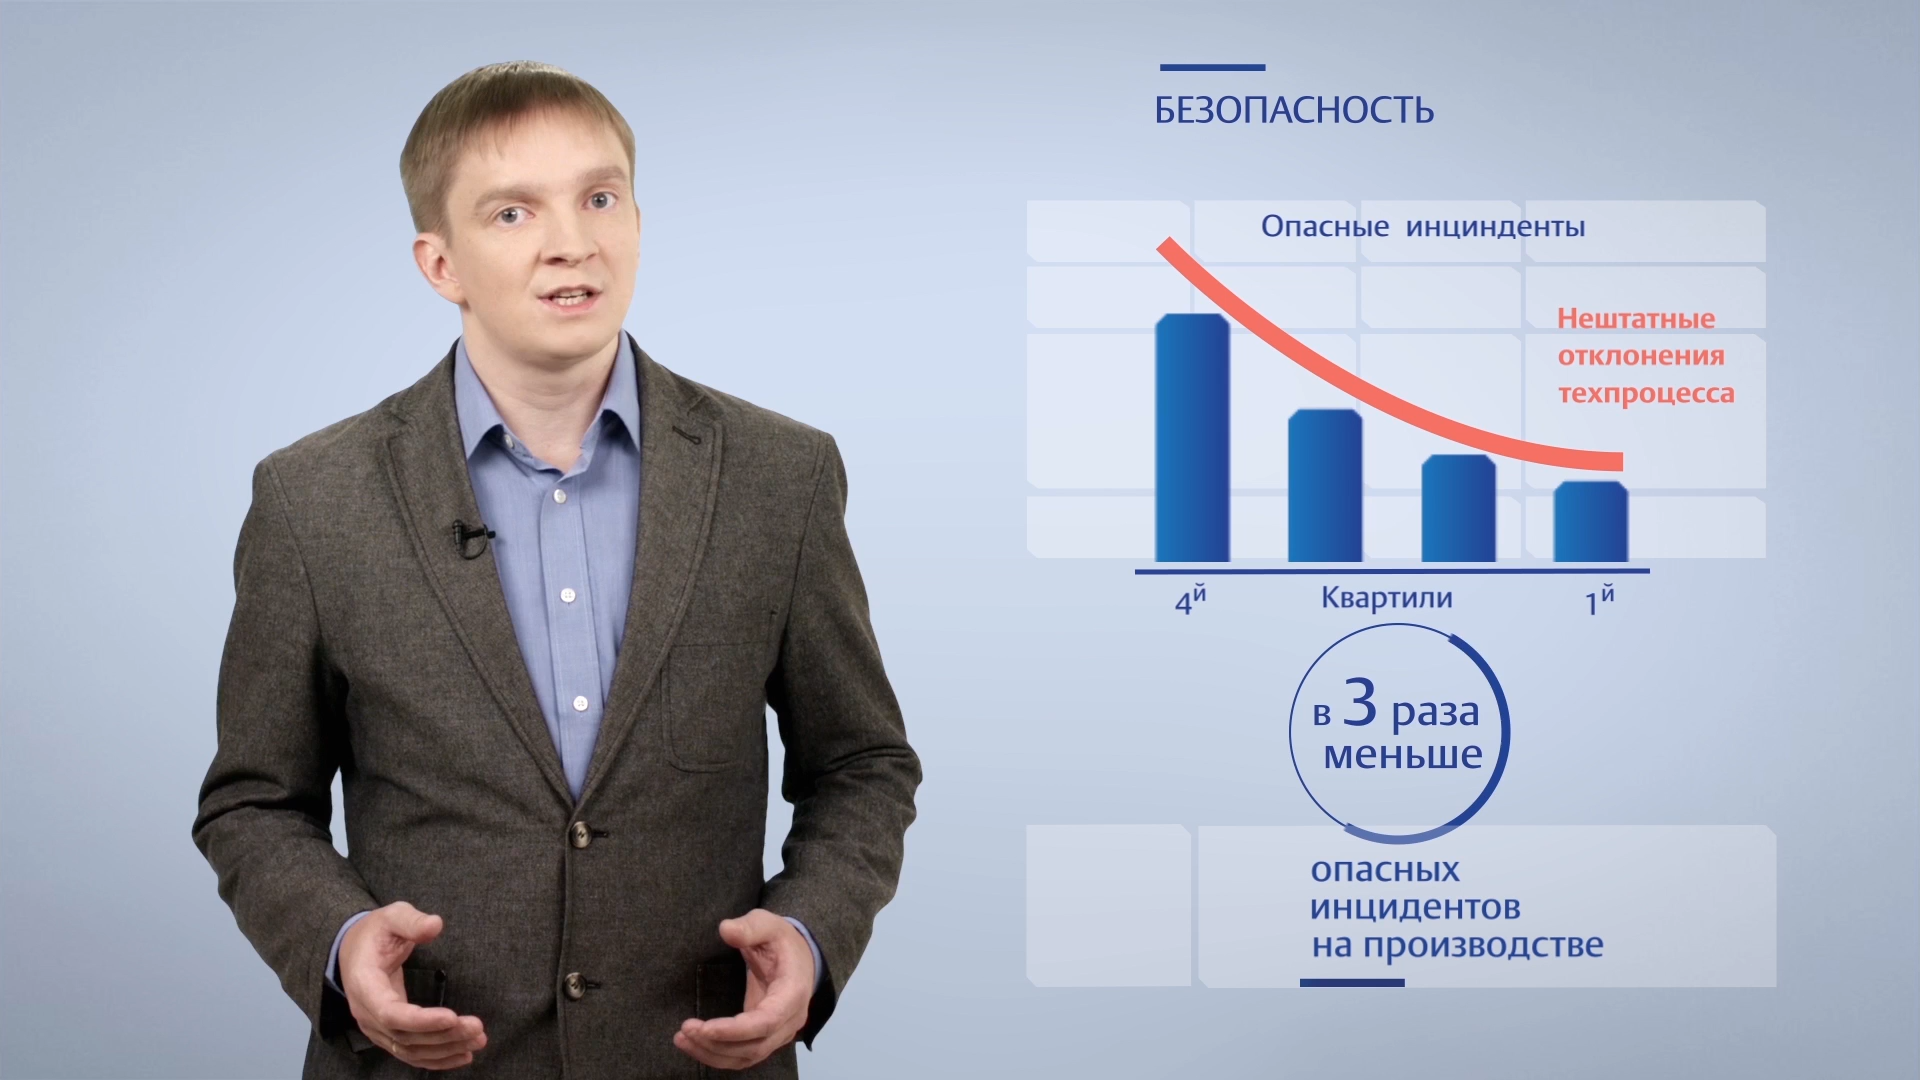 БЕЗОПАСНОСТЬ
Опасные инцинденты
Нештатные
отклонения
техпроцесса
4й Квартили 1й
в 3 раза
меньше
опасных
инцидентов
на производстве